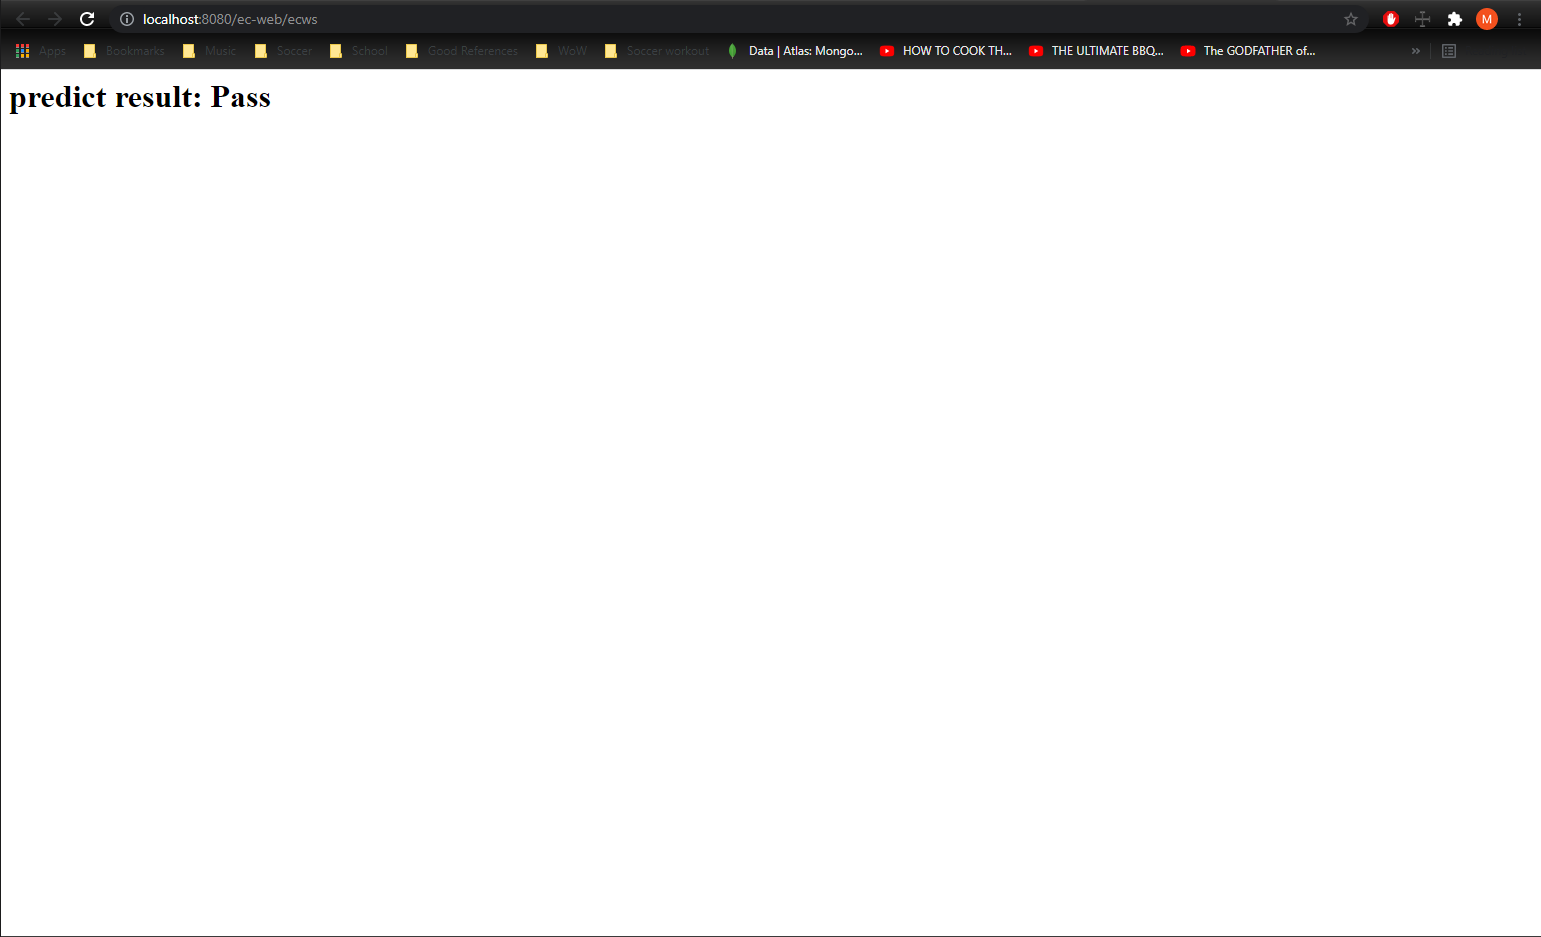 localhost:8080/ec-web/ecws
M
Apps Bookmarks Music Soccer School Good References WoW Soccer workout Data | Atlas: Mongo... HOW TO COOK TH... THE ULTIMATE BBQ... The GODFATHER of... »
predict result: Pass